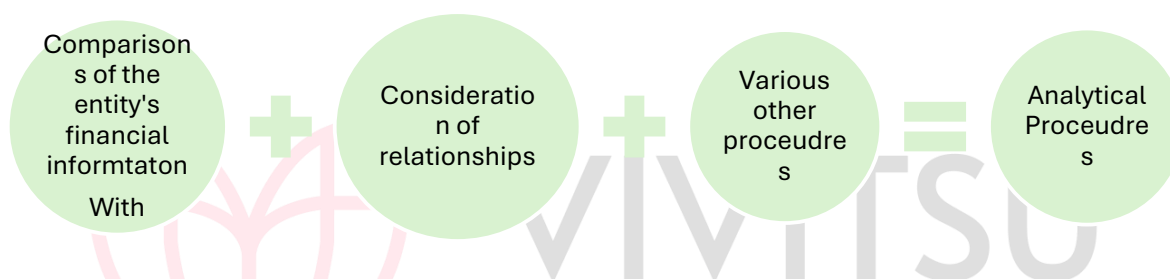 Comparison
s of the
entity's
financial
informtaton
With
Consideratio
n of
relationships
Various
other
proceudre
s
Analytical
Proceudre
s
VIVITSU